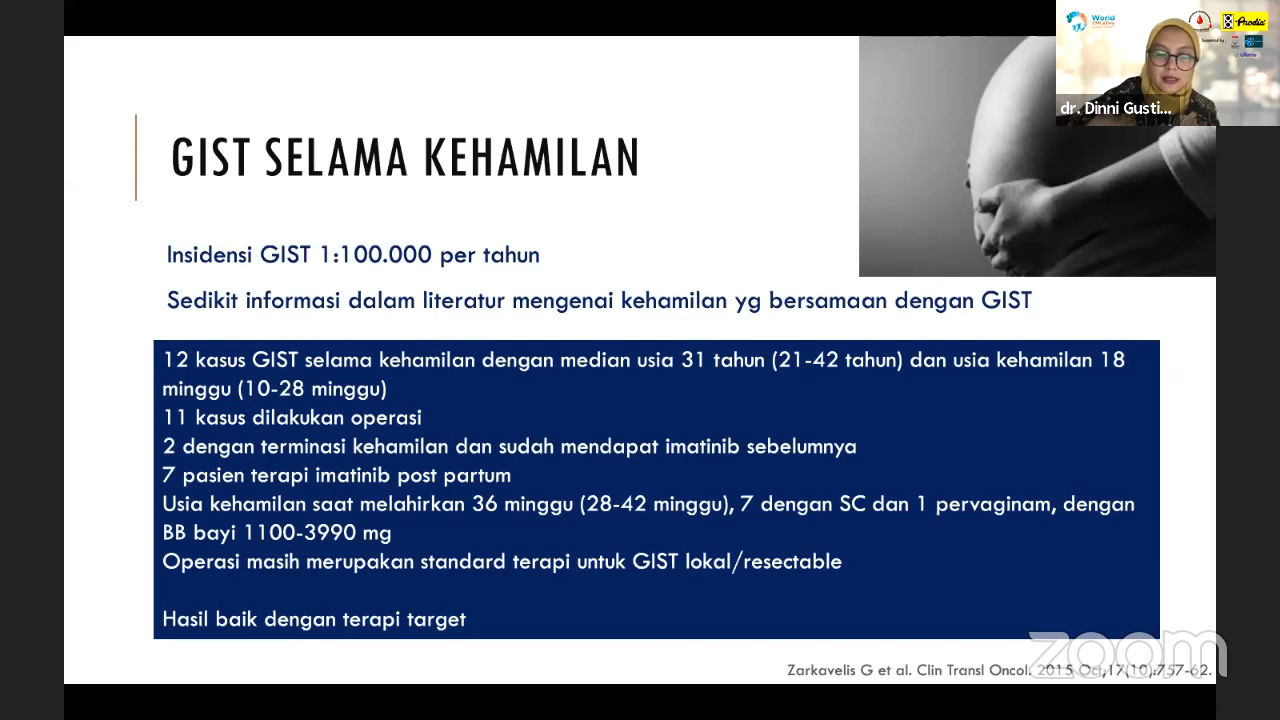 World
Prodia
Supported by
dr. Dinni Gusti...
GIST SELAMA KEHAMILAN
Insidensi GIST 1:100.000 per tahun
Sedikit informasi dalam literatur mengenai kehamilan yg bersamaan dengan GIST
12 kasus GIST selama kehamilan dengan median usia 31 tahun (21-42 tahun) dan usia kehamilan 18
minggu (10-28 minggu)
11 kasus dilakukan operasi
2 dengan terminasi kehamilan dan sudah mendapat imatinib sebelumnya
7 pasien terapi imatinib post partum
Usia kehamilan saat melahirkan 36 minggu (28-42 minggu), 7 dengan SC dan 1 pervaginam, dengan
BB bayi 1100-3990 mg
Operasi masih merupakan standard terapi untuk GIST lokal/resectable
Hasil baik dengan terapi target
zoom
Zarkavelis G et al. Clin Transl Oncol. 2015 Oct;17(10):757-62.